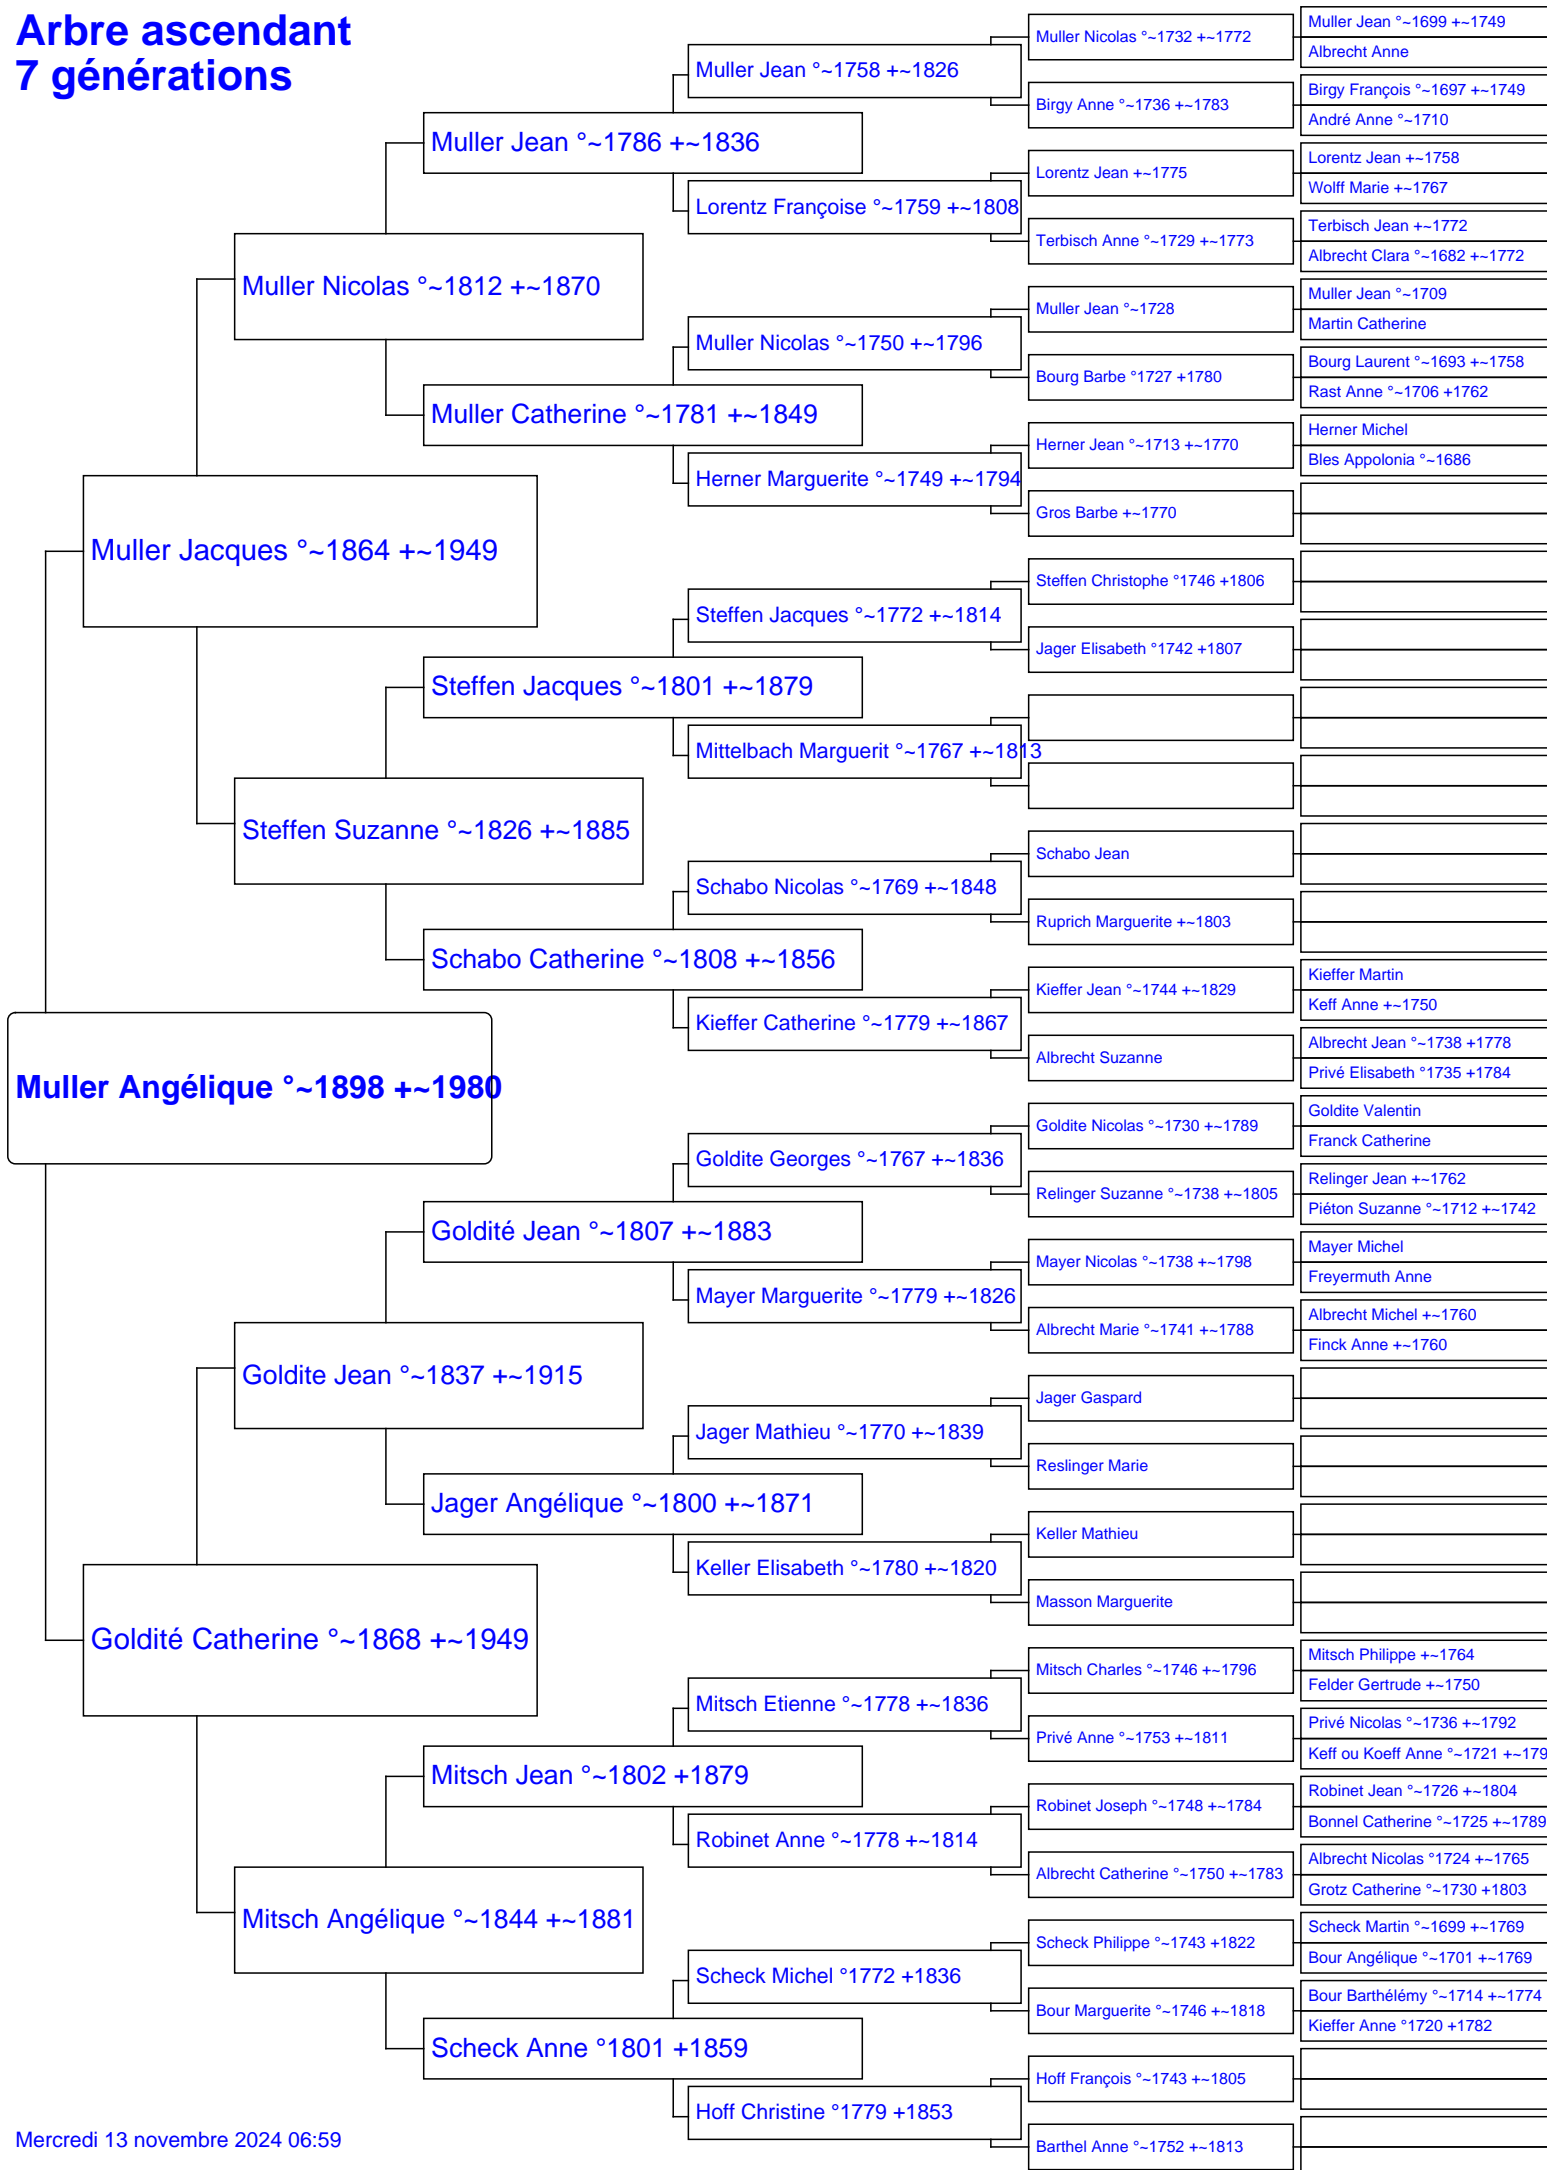 Arbre ascendant
7 générations
Muller Angélique °~1898 +~1980
Muller Jacques °~1864 +~1949
Goldité Catherine °~1868 +~1949
Muller Nicolas °~1812 +~1870
Steffen Suzanne °~1826 +~1885
Goldite Jean °~1837 +~1915
Mitsch Angélique °~1844 +~1881
Muller Jean °~1786 +~1836
Muller Catherine °~1781 +~1849
Steffen Jacques °~1801 +~1879
Schabo Catherine °~1808 +~1856
Goldité Jean °~1807 +~1883
Jager Angélique °~1800 +~1871
Mitsch Jean °~1802 +1879
Scheck Anne °1801 +1859
Muller Jean °~1758 +~1826
Lorentz Françoise °~1759 +~1808
Muller Nicolas °~1750 +~1796
Herner Marguerite °~1749 +~1794
Steffen Jacques °~1772 +~1814
Mittelbach Marguerit °~1767 +~1813
Schabo Nicolas °~1769 +~1848
Kieffer Catherine °~1779 +~1867
Goldite Georges °~1767 +~1836
Mayer Marguerite °~1779 +~1826
Jager Mathieu °~1770 +~1839
Keller Elisabeth °~1780 +~1820
Mitsch Etienne °~1778 +~1836
Robinet Anne °~1778 +~1814
Scheck Michel °1772 +1836
Hoff Christine °1779 +1853
Muller Nicolas °~1732 +~1772
Birgy Anne °~1736 +~1783
Lorentz Jean +~1775
Terbisch Anne °~1729 +~1773
Muller Jean °~1728
Bourg Barbe °1727 +1780
Herner Jean °~1713 +~1770
Gros Barbe +~1770
Steffen Christophe °1746 +1806
Jager Elisabeth °1742 +1807
Schabo Jean
Ruprich Marguerite +~1803
Kieffer Jean °~1744 +~1829
Albrecht Suzanne
Goldite Nicolas °~1730 +~1789
Relinger Suzanne °~1738 +~1805
Mayer Nicolas °~1738 +~1798
Albrecht Marie °~1741 +~1788
Jager Gaspard
Reslinger Marie
Keller Mathieu
Masson Marguerite
Mitsch Charles °~1746 +~1796
Privé Anne °~1753 +~1811
Robinet Joseph °~1748 +~1784
Albrecht Catherine °~1750 +~1783
Scheck Philippe °~1743 +1822
Bour Marguerite °~1746 +~1818
Hoff François °~1743 +~1805
Barthel Anne °~1752 +~1813
Muller Jean °~1699 +~1749
Albrecht Anne
Birgy François °~1697 +~1749
André Anne °~1710
Lorentz Jean +~1758
Wolff Marie +~1767
Terbisch Jean +~1772
Albrecht Clara °~1682 +~1772
Muller Jean °~1709
Martin Catherine
Bourg Laurent °~1693 +~1758
Rast Anne °~1706 +1762
Herner Michel
Bles Appolonia °~1686
Kieffer Martin
Keff Anne +~1750
Albrecht Jean °~1738 +1778
Privé Elisabeth °1735 +1784
Goldite Valentin
Franck Catherine
Relinger Jean +~1762
Piéton Suzanne °~1712 +~1742
Mayer Michel
Freyermuth Anne
Albrecht Michel +~1760
Finck Anne +~1760
Mitsch Philippe +~1764
Felder Gertrude +~1750
Privé Nicolas °~1736 +~1792
Keff ou Koeff Anne °~1721 +~179
Robinet Jean °~1726 +~1804
Bonnel Catherine °~1725 +~1789
Albrecht Nicolas °1724 +~1765
Grotz Catherine °~1730 +1803
Scheck Martin °~1699 +~1769
Bour Angélique °~1701 +~1769
Bour Barthélémy °~1714 +~1774
Kieffer Anne °1720 +1782
Mercredi 13 novembre 2024 06:59